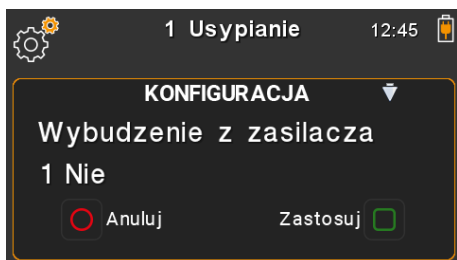 1 Usypianie 12:45
KONFIGURACJA
Wybudzenie z zasilacza
1 Nie
Anuluj Zastosuj